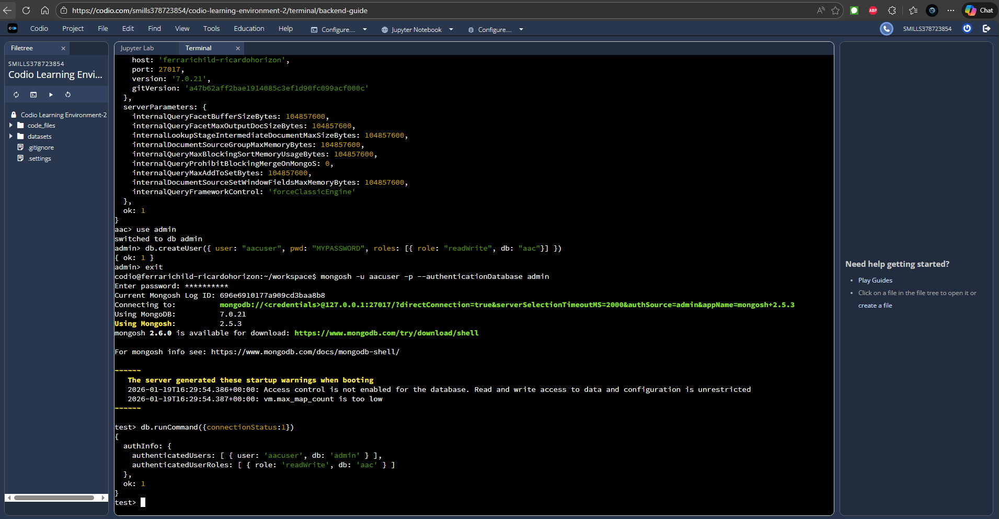 https://codio.com/smills378723854/codio-learning-environment-2/terminal/backend-guide
ABP
Chat
Codio Project File Edit Find View Tools Education Help Configure.... Jupyter Notebook Configure.... SMILLS378723854
Filetree
SMILLS378723854
Codio Learning Envi...
Codio Learning Environment-2
code_files
datasets
.gitignore
.settings
Jupyter Lab Terminal
host: 'ferrarichild-ricardohorizon',
port: 27017,
version: '7.0.21',
gitVersion: 'a47b62aff2bae1914085c3ef1d90fc099acf000c'
},
serverParameters: {
internalQueryFacetBufferSizeBytes: 104857600,
internalQueryFacetMaxOutputDocSizeBytes: 104857600,
internalLookupStageIntermediateDocumentMaxSizeBytes: 104857600,
internalDocumentSourceGroupMaxMemoryBytes: 104857600,
internalQueryMaxBlockingSortMemoryUsageBytes: 104857600,
internalQueryProhibitBlockingMergeOnMongoS: 0,
internalQueryMaxAddToSetBytes: 104857600,
internalDocumentSourceSetWindowFieldsMaxMemoryBytes: 104857600,
internalQueryFrameworkControl: 'forceClassicEngine'
},
ok: 1
}
aac> use admin
switched to db admin
admin> db.createUser({ user: "aacuser", pwd: "MYPASSWORD", roles: [{ role: "readWrite", db: "aac"}] })
{ ok: 1 }
admin> exit
codio@ferrarichild-ricardohorizon:~/workspace$ mongosh -u aacuser -p --authenticationDatabase admin
Enter password: **********
Current Mongosh Log ID: 696e6910177a909cd3baa8b8
Connecting to: mongodb://<credentials>@127.0.0.1:27017/?directConnection=true&serverSelectionTimeoutMS=2000&authSource=admin&appName=mongosh+2.5.3
Using MongoDB: 7.0.21
Using Mongosh: 2.5.3
mongosh 2.6.0 is available for download: https://www.mongodb.com/try/download/shell
For mongosh info see: https://www.mongodb.com/docs/mongodb-shell/
------
The server generated these startup warnings when booting
2026-01-19T16:29:54.386+00:00: Access control is not enabled for the database. Read and write access to data and configuration is unrestricted
2026-01-19T16:29:54.387+00:00: vm.max_map_count is too low
------
test> db.runCommand({connectionStatus:1})
{
authInfo: {
authenticatedUsers: [ { user: 'aacuser', db: 'admin' } ],
authenticatedUserRoles: [ { role: 'readWrite', db: 'aac' } ]
},
ok: 1
}
test>
Need help getting started?
Play Guides
Click on a file in the file tree to open it or
create a file